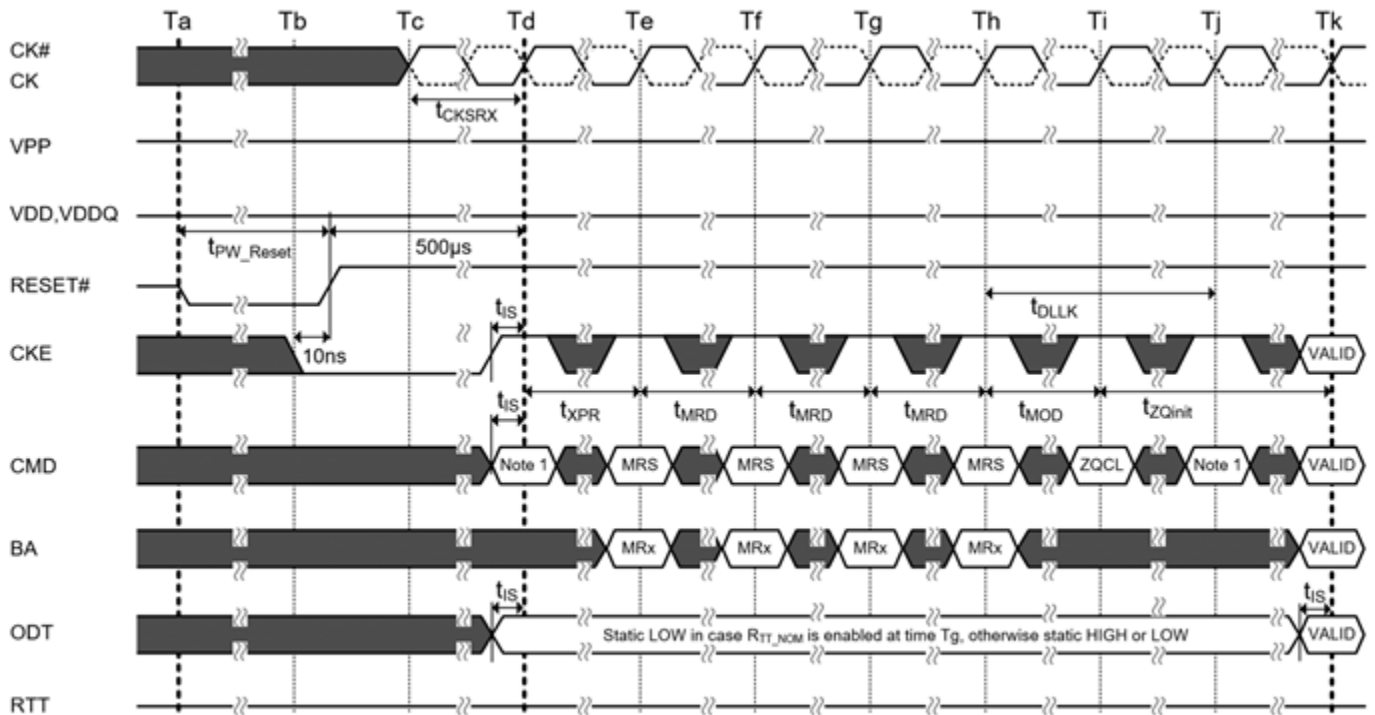 Ta Tb Tc Td Te Tf Tg Th Ti Tj Tk
CK#
CK
tCKSRX
VPP
VDD,VDDQ
tPW_Reset 500µs
RESET#
tIS tDLLK
CKE 10ns VALID
tIS tXPR tMRD tMRD tMRD tMOD tZQinit
CMD Note 1 MRS MRS MRS MRS ZQCL Note 1 VALID
BA MRx MRx MRx MRx VALID
tIS tIS
ODT Static LOW in case RTT_NOM is enabled at time Tg, otherwise static HIGH or LOW VALID
RTT